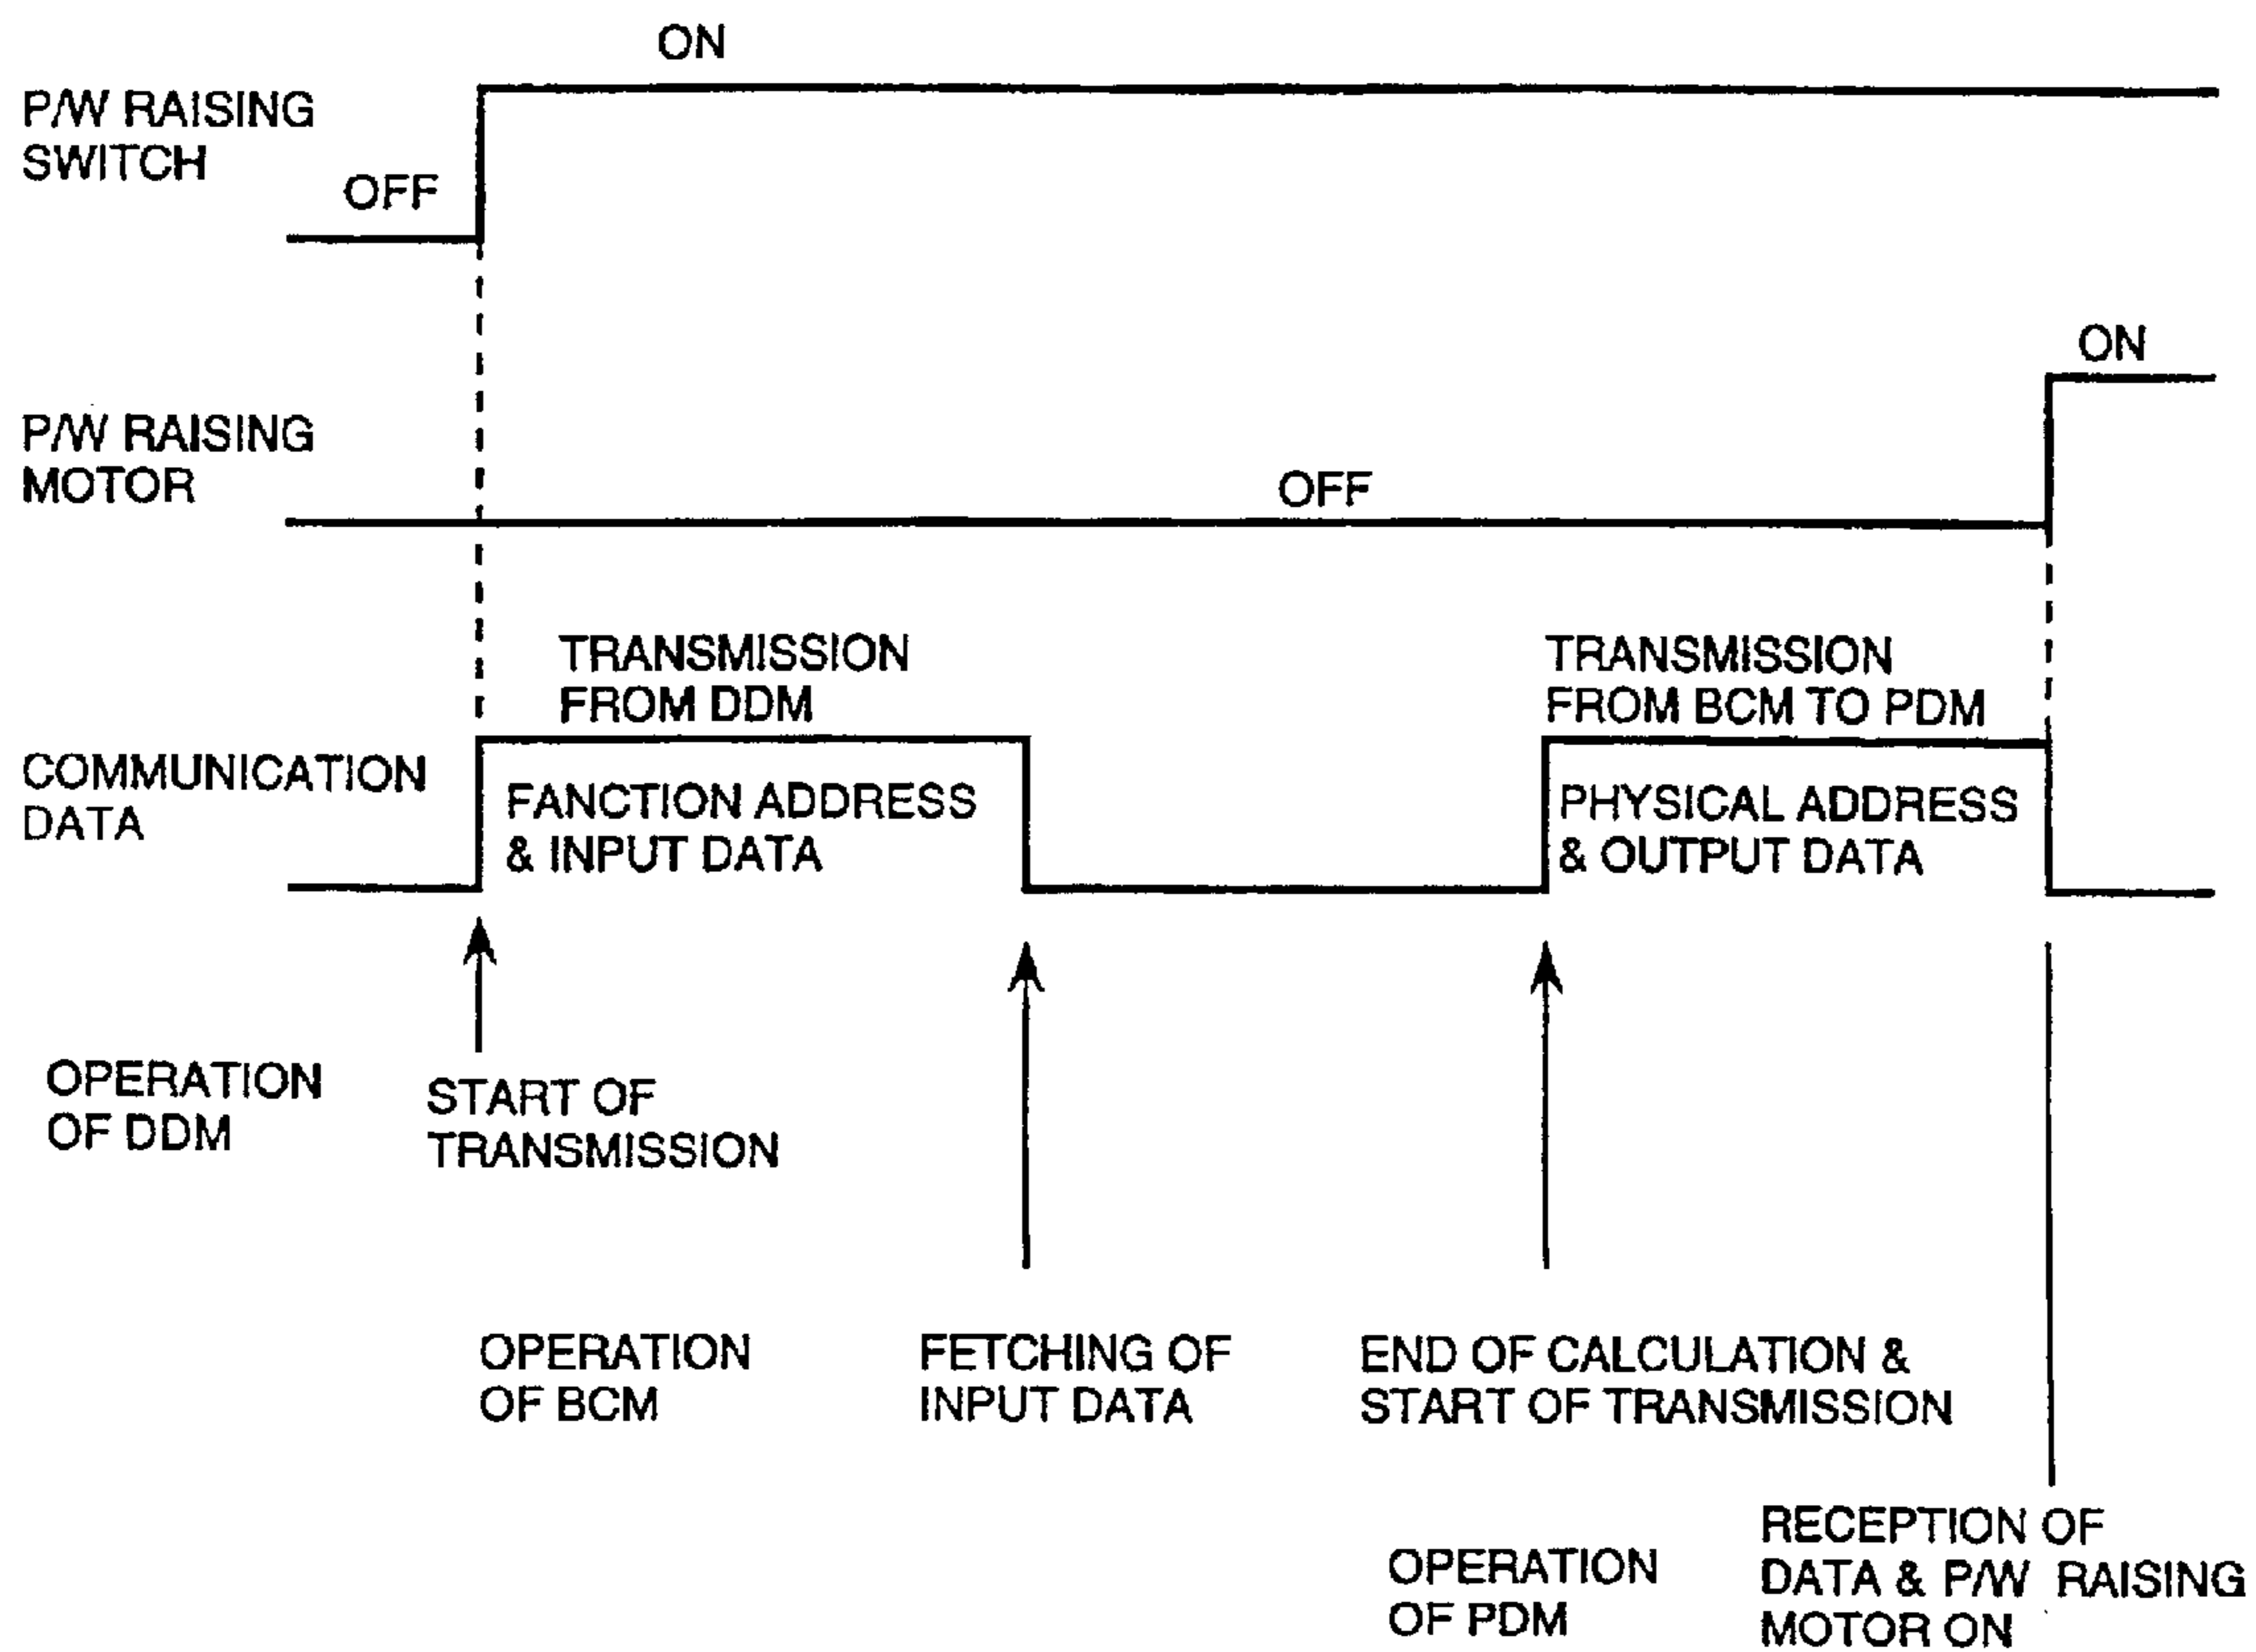 ON
P/W RAISING
SWITCH
OFF
ON
P/W RAISING
MOTOR
OFF
TRANSMISSION
FROM DDM
TRANSMISSION
FROM BCM TO PDM
COMMUNICATION
DATA
FANCTION ADDRESS
& INPUT DATA
PHYSICAL ADDRESS
& OUTPUT DATA
OPERATION
OF DDM
START OF
TRANSMISSION
OPERATION
OF BCM
FETCHING OF
INPUT DATA
END OF CALCULATION &
START OF TRANSMISSION
OPERATION
OF PDM
RECEPTION OF
DATA & P/W RAISING
MOTOR ON